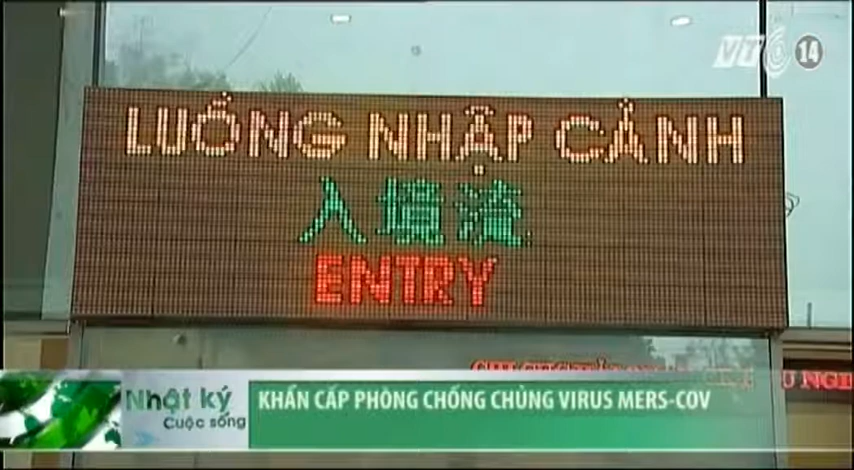 VTC 14
LUỒNG NHẬP CẢNH
入境流
ENTRY
Nhật ký
Cuộc sống
KHẨN CẤP PHÒNG CHỐNG CHỦNG VIRUS MERS-COV